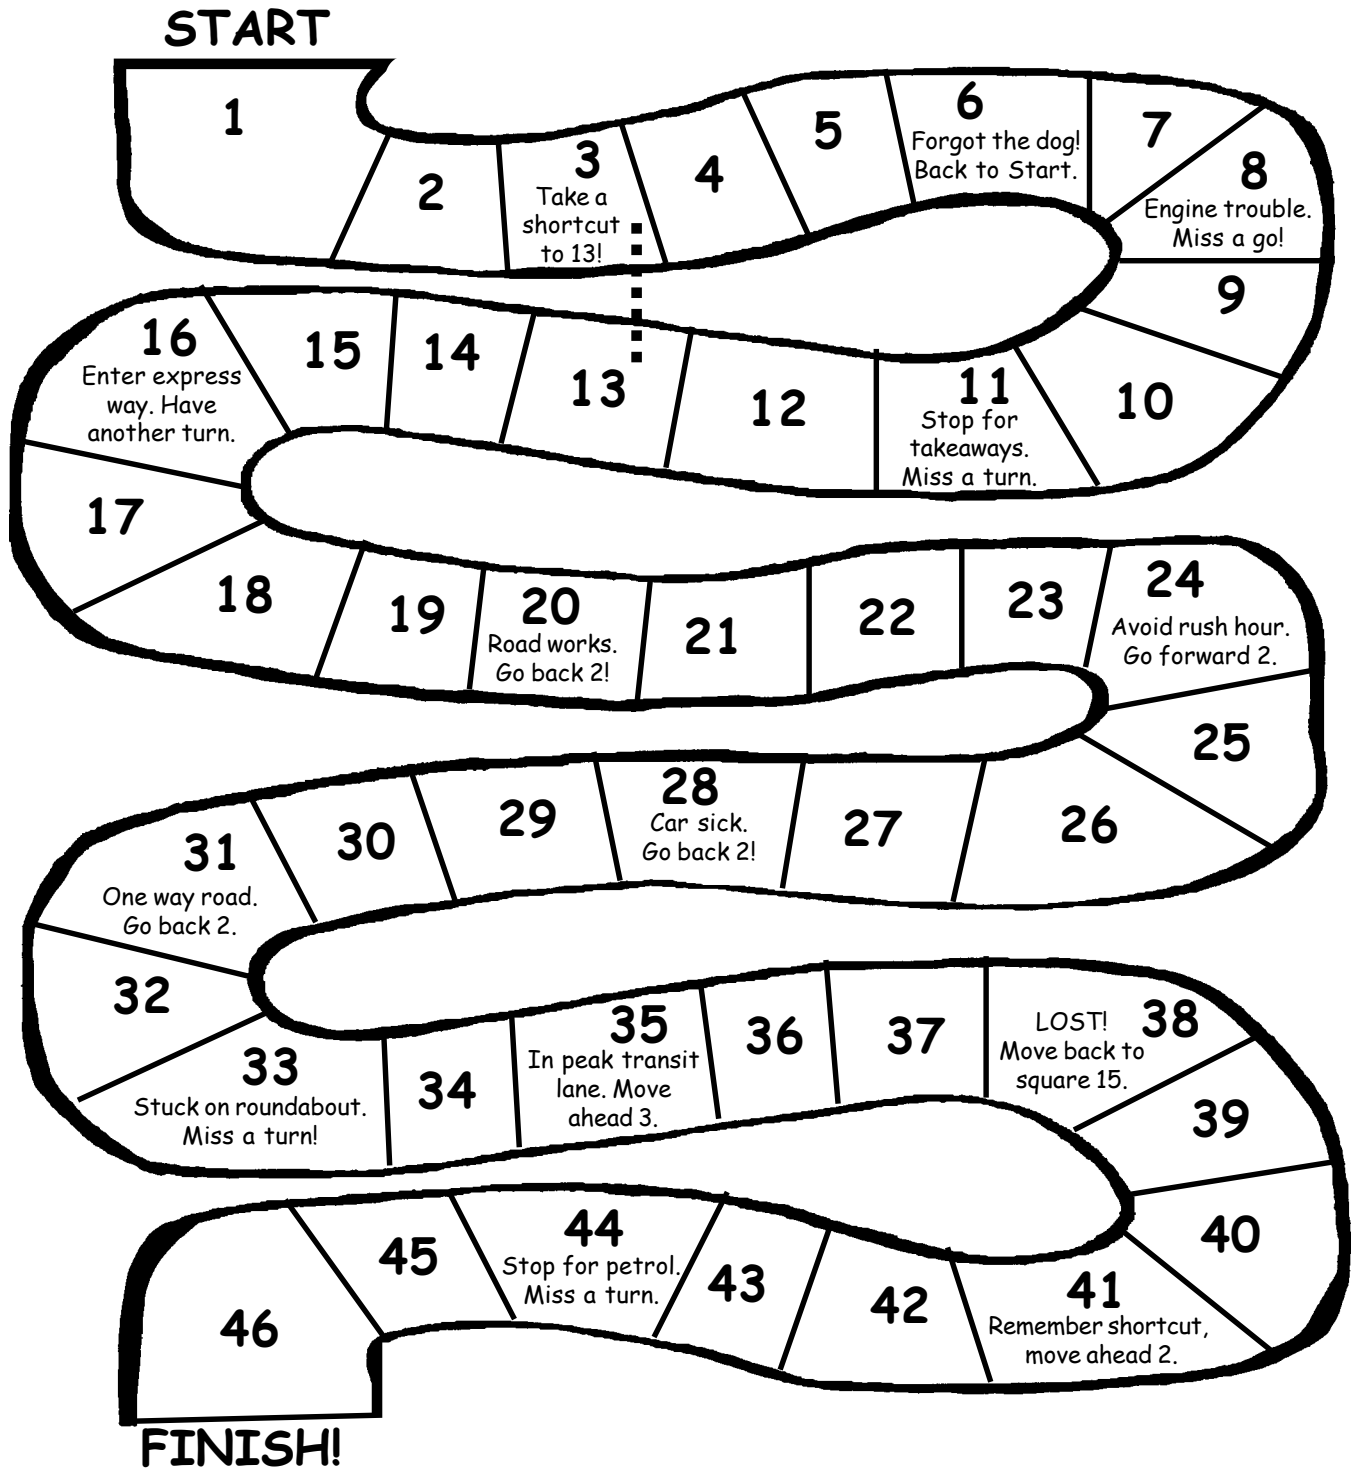 START
1
2
3
Take a
shortcut
to 13!
4
5
6
Forgot the dog!
Back to Start.
7
8
Engine trouble.
Miss a go!
9
10
11
Stop for
takeaways.
Miss a turn.
12
13
14
15
16
Enter express
way. Have
another turn.
17
18
19
20
Road works.
Go back 2!
21
22
23
24
Avoid rush hour.
Go forward 2.
25
26
27
28
Car sick.
Go back 2!
29
30
31
One way road.
Go back 2.
32
33
Stuck on roundabout.
Miss a turn!
34
35
In peak transit
lane. Move
ahead 3.
36
37
38
LOST!
Move back to
square 15.
39
40
41
Remember shortcut,
move ahead 2.
42
43
44
Stop for petrol.
Miss a turn.
45
46
FINISH!